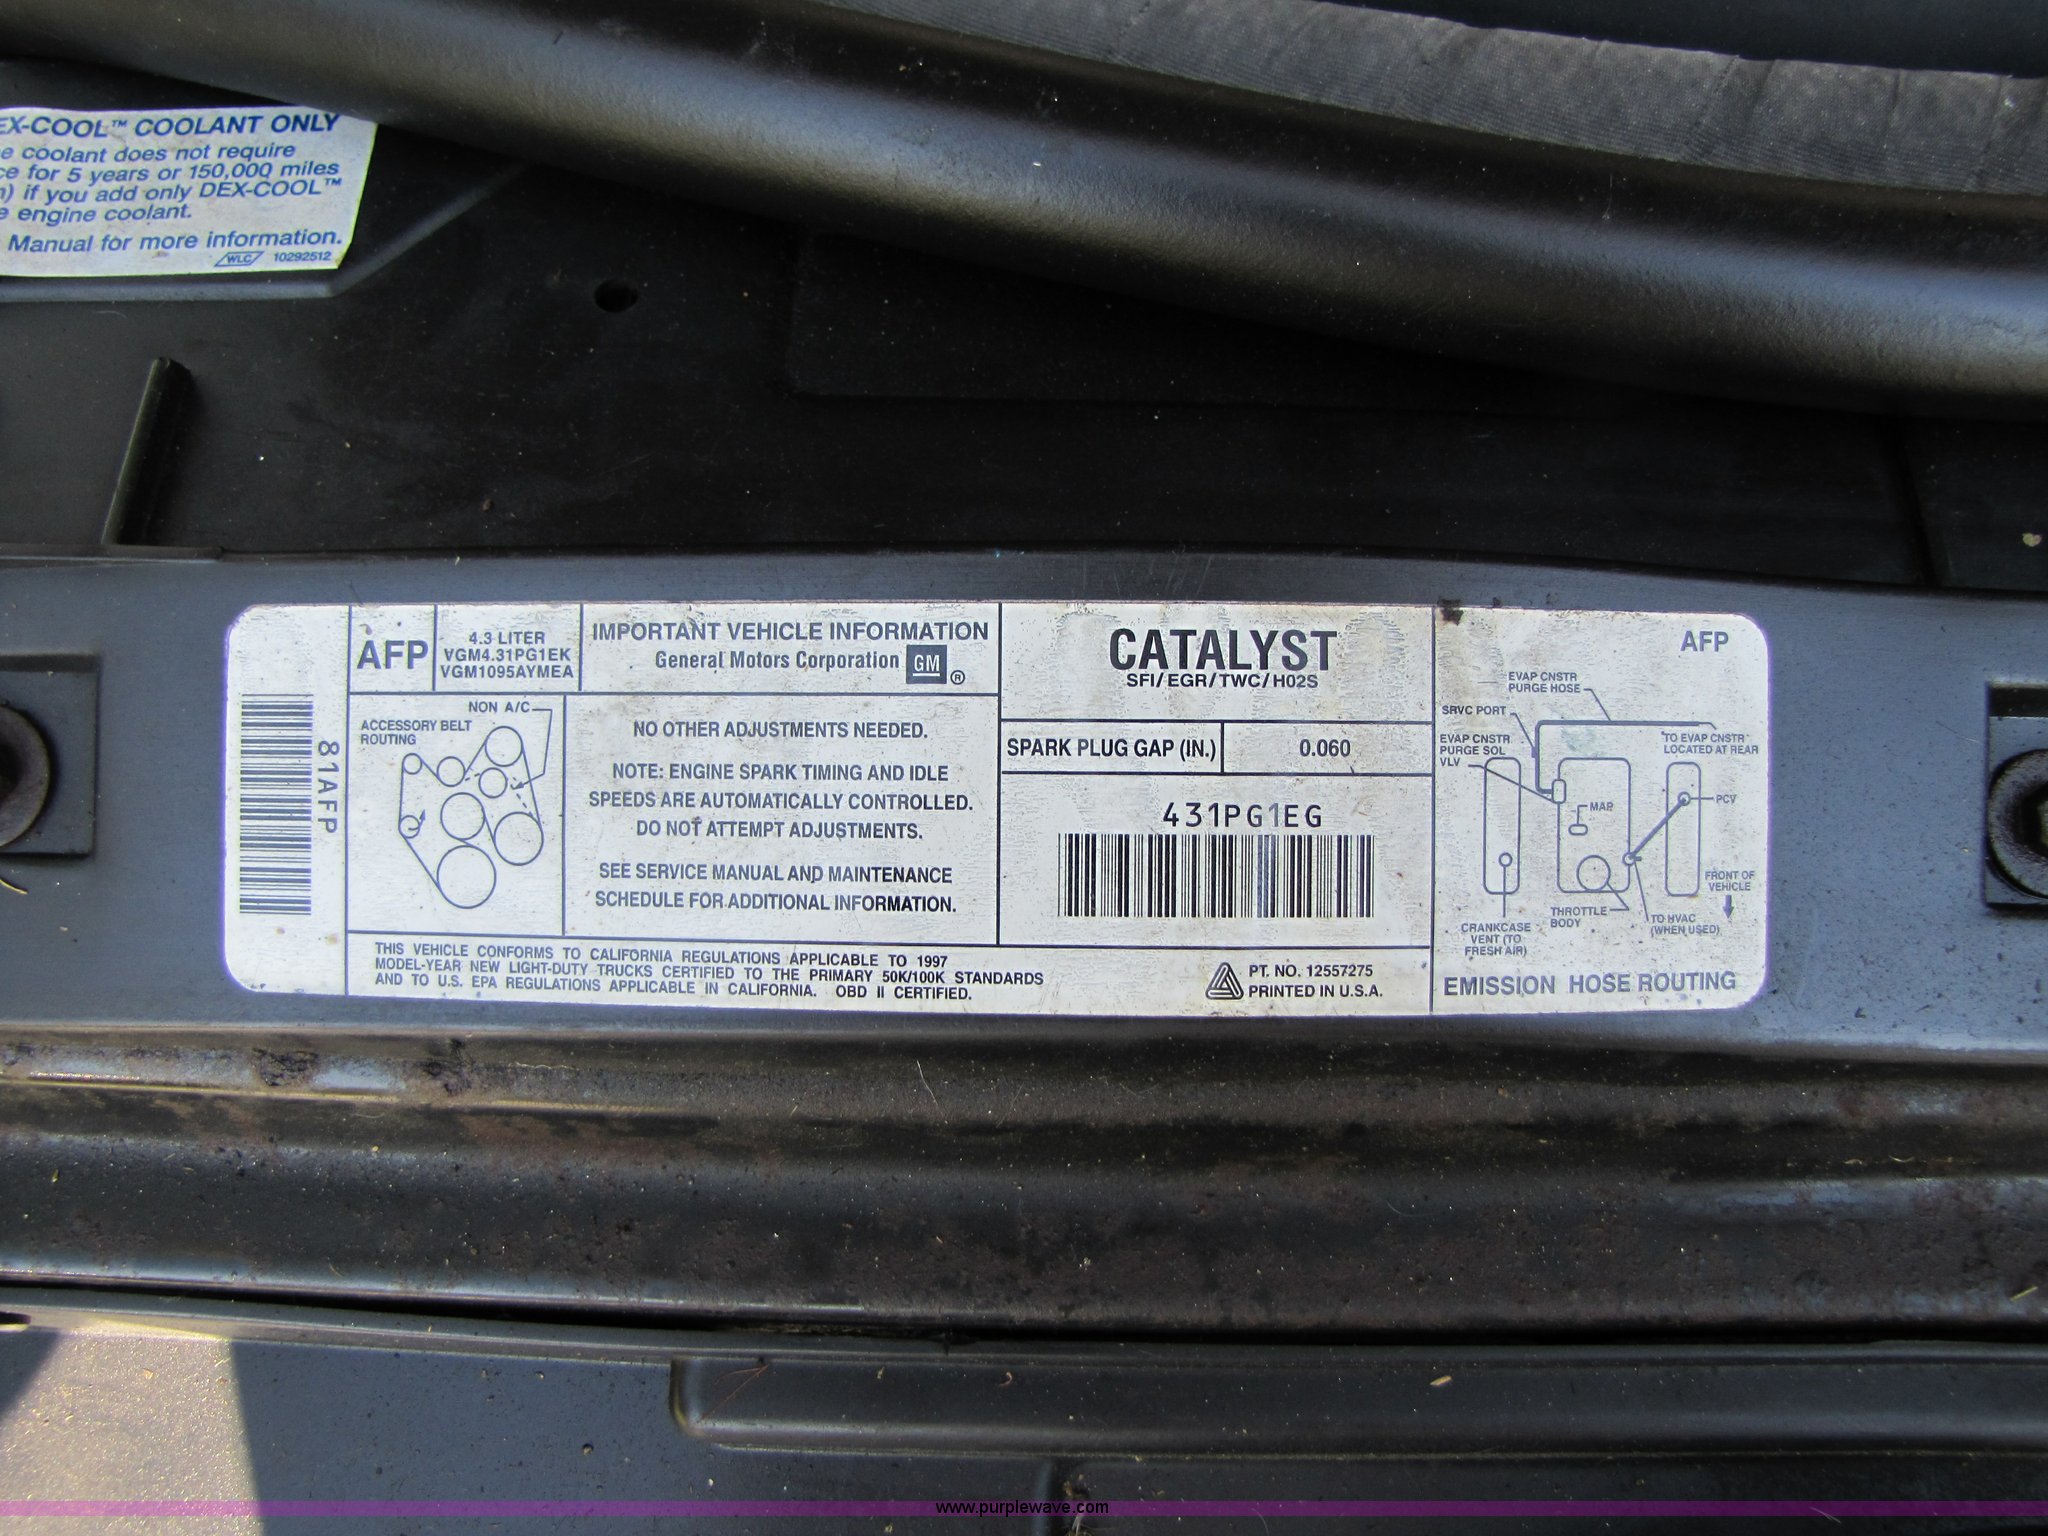 EX-COOL™ COOLANT ONLY
e coolant does not require
ce for 5 years or 150,000 miles
) if you add only DEX-COOL™
e engine coolant.
Manual for more information.
WLC 10292512
81AFP
AFP
4.3 LITER
VGM4.31PG1EK
VGM1095AYMEA
IMPORTANT VEHICLE INFORMATION
General Motors Corporation GM ®
ACCESSORY BELT
ROUTING
NON A/C
NO OTHER ADJUSTMENTS NEEDED.
NOTE: ENGINE SPARK TIMING AND IDLE
SPEEDS ARE AUTOMATICALLY CONTROLLED.
DO NOT ATTEMPT ADJUSTMENTS.
SEE SERVICE MANUAL AND MAINTENANCE
SCHEDULE FOR ADDITIONAL INFORMATION.
CATALYST
SFI/EGR/TWC/HO2S
SPARK PLUG GAP (IN.) 0.060
431PG1EG
THIS VEHICLE CONFORMS TO CALIFORNIA REGULATIONS APPLICABLE TO 1997
MODEL-YEAR NEW LIGHT-DUTY TRUCKS CERTIFIED TO THE PRIMARY 50K/100K STANDARDS
AND TO U.S. EPA REGULATIONS APPLICABLE IN CALIFORNIA. OBD II CERTIFIED.
PT. NO. 12557275
PRINTED IN U.S.A.
AFP
EVAP CNSTR
PURGE HOSE
SRVC PORT
EVAP CNSTR
PURGE SOL
VLV
TO EVAP CNSTR
LOCATED AT REAR
MAP
PCV
FRONT OF
VEHICLE
THROTTLE
BODY
TO HVAC
(WHEN USED)
CRANKCASE
VENT (TO
FRESH AIR)
EMISSION HOSE ROUTING
www.purplewave.com